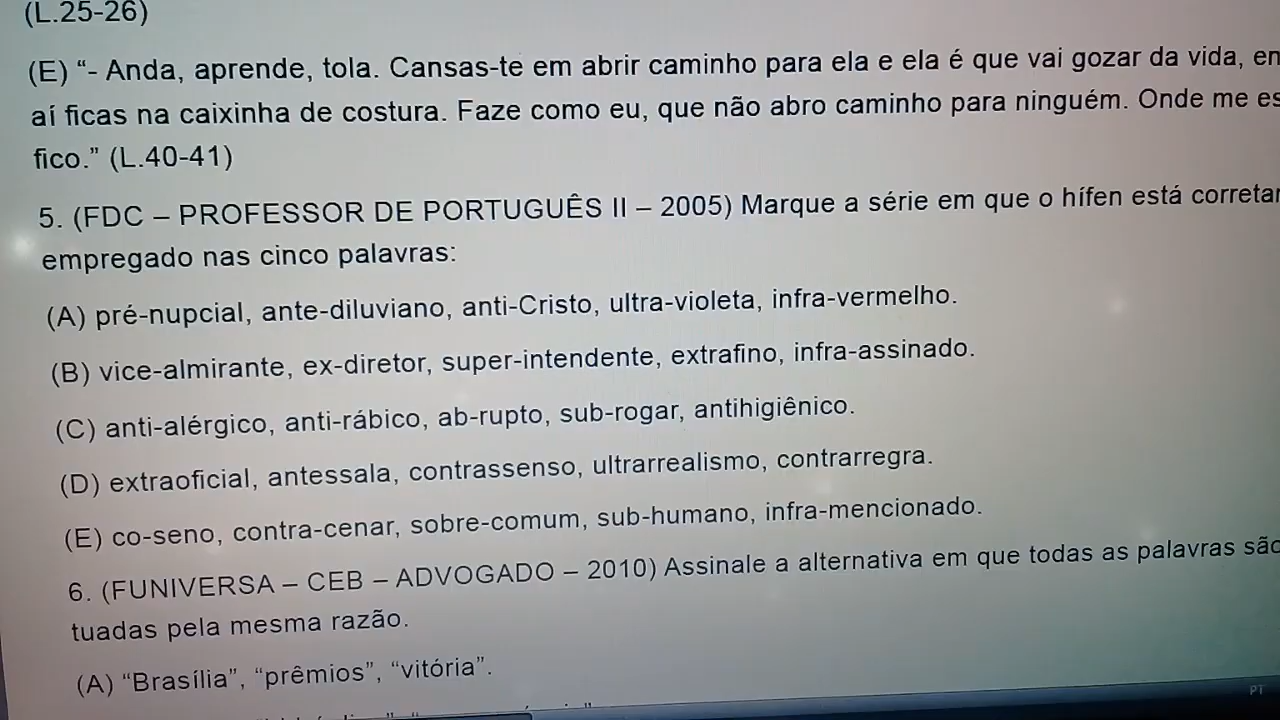 (L.25-26)
(E) “- Anda, aprende, tola. Cansas-te em abrir caminho para ela e ela é que vai gozar da vida,
aí ficas na caixinha de costura. Faze como eu, que não abro caminho para ninguém. Onde me
fico.” (L.40-41)
5. (FDC – PROFESSOR DE PORTUGUÊS II – 2005) Marque a série em que o hífen está
empregado nas cinco palavras:
(A) pré-nupcial, ante-diluviano, anti-Cristo, ultra-violeta, infra-vermelho.
(B) vice-almirante, ex-diretor, super-intendente, extrafino, infra-assinado.
(C) anti-alérgico, anti-rábico, ab-rupto, sub-rogar, antihigiênico.
(D) extraoficial, antessala, contrassenso, ultrarrealismo, contrarregra.
(E) co-seno, contra-cenar, sobre-comum, sub-humano, infra-mencionado.
6. (FUNIVERSA – CEB – ADVOGADO – 2010) Assinale a alternativa em que todas as palavras são
tuadas pela mesma razão.
(A) “Brasília”, “prêmios”, “vitória”.
PT